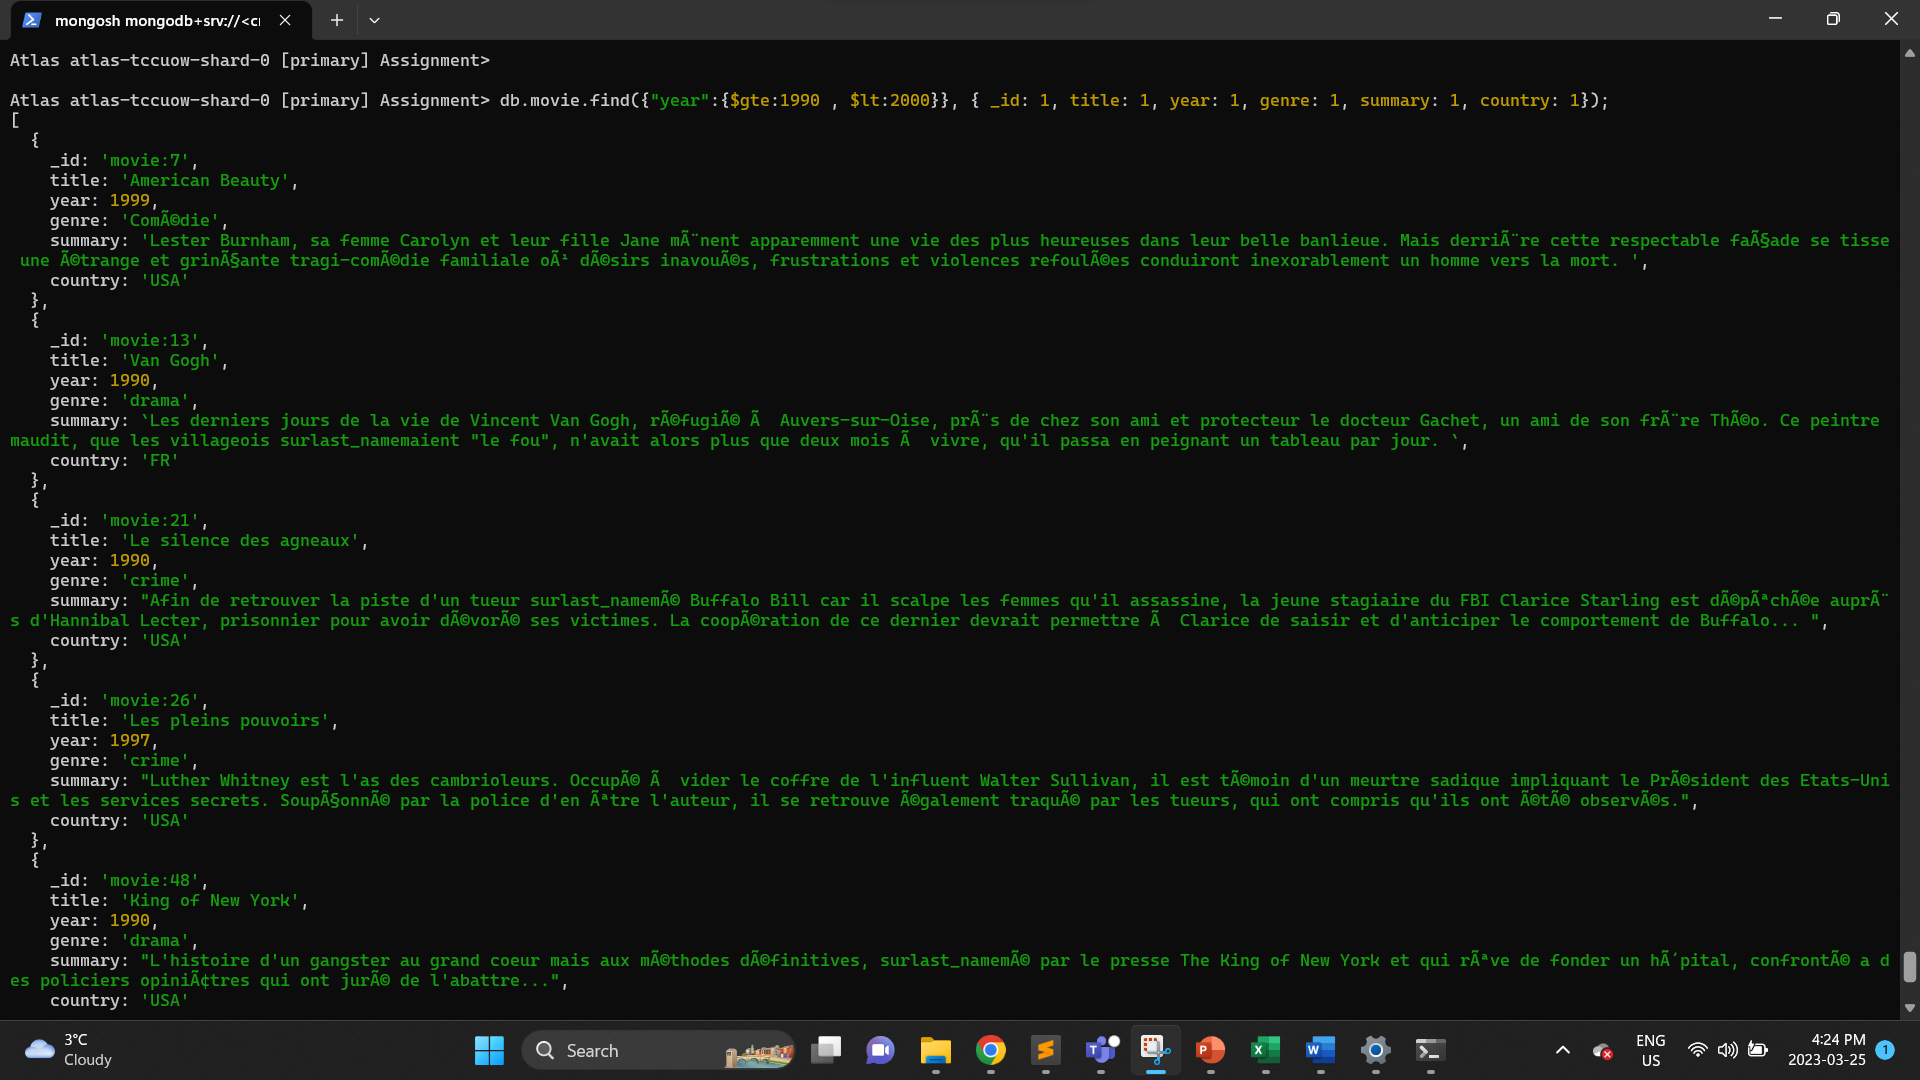 mongosh mongodb+srv://<cr
Atlas atlas-tccuow-shard-0 [primary] Assignment>
Atlas atlas-tccuow-shard-0 [primary] Assignment> db.movie.find({"year":{$gte:1990 , $lt:2000}}, { _id: 1, title: 1, year: 1, genre: 1, summary: 1, country: 1});
[
  {
    _id: 'movie:7',
    title: 'American Beauty',
    year: 1999,
    genre: 'ComÃ©die',
    summary: 'Lester Burnham, sa femme Carolyn et leur fille Jane mÃ¨nent apparemment une vie des plus heureuses dans leur belle banlieue. Mais derriÃ¨re cette respectable faÃ§ade se tisse
 une Ã©trange et grinÃ§ante tragi-comÃ©die familiale oÃ¹ dÃ©sirs inavouÃ©s, frustrations et violences refoulÃ©es conduiront inexorablement un homme vers la mort. ',
    country: 'USA'
  },
  {
    _id: 'movie:13',
    title: 'Van Gogh',
    year: 1990,
    genre: 'drama',
    summary: `Les derniers jours de la vie de Vincent Van Gogh, rÃ©fugiÃ© Ã  Auvers-sur-Oise, prÃ¨s de chez son ami et protecteur le docteur Gachet, un ami de son frÃ¨re ThÃ©o. Ce peintre
maudit, que les villageois surlast_namemaient "le fou", n'avait alors plus que deux mois Ã  vivre, qu'il passa en peignant un tableau par jour. `,
    country: 'FR'
  },
  {
    _id: 'movie:21',
    title: 'Le silence des agneaux',
    year: 1990,
    genre: 'crime',
    summary: "Afin de retrouver la piste d'un tueur surlast_namemÃ© Buffalo Bill car il scalpe les femmes qu'il assassine, la jeune stagiaire du FBI Clarice Starling est dÃ©pÃªchÃ©e auprÃ¨
s d'Hannibal Lecter, prisonnier pour avoir dÃ©vorÃ© ses victimes. La coopÃ©ration de ce dernier devrait permettre Ã  Clarice de saisir et d'anticiper le comportement de Buffalo... ",
    country: 'USA'
  },
  {
    _id: 'movie:26',
    title: 'Les pleins pouvoirs',
    year: 1997,
    genre: 'crime',
    summary: "Luther Whitney est l'as des cambrioleurs. OccupÃ© Ã  vider le coffre de l'influent Walter Sullivan, il est tÃ©moin d'un meurtre sadique impliquant le PrÃ©sident des Etats-Uni
s et les services secrets. SoupÃ§onnÃ© par la police d'en Ãªtre l'auteur, il se retrouve Ã©galement traquÃ© par les tueurs, qui ont compris qu'ils ont Ã©tÃ© observÃ©s.",
    country: 'USA'
  },
  {
    _id: 'movie:48',
    title: 'King of New York',
    year: 1990,
    genre: 'drama',
    summary: "L'histoire d'un gangster au grand coeur mais aux mÃ©thodes dÃ©finitives, surlast_namemÃ© par le presse The King of New York et qui rÃªve de fonder un hÃ´pital, confrontÃ© a d
es policiers opiniÃ¢tres qui ont jurÃ© de l'abattre...",
    country: 'USA'
3°C
Cloudy
Search
ENG
US
4:24 PM
2023-03-25
1